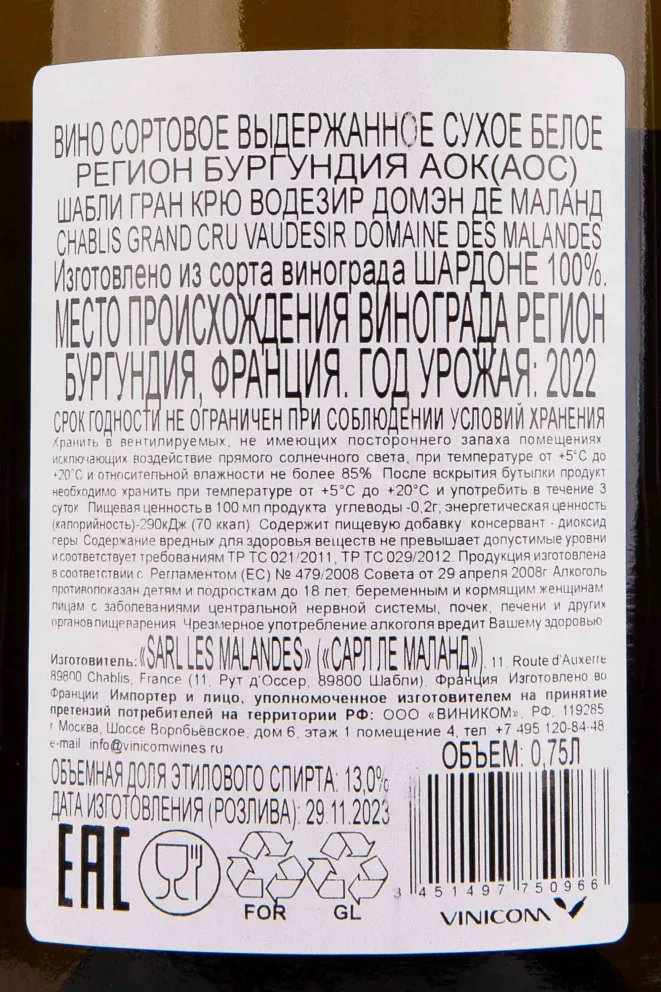 ВИНО СОРТОВОЕ ВЫДЕРЖАННОЕ СУХОЕ БЕЛОЕ
РЕГИОН БУРГУНДИЯ АОК(АОС)
ШАБЛИ ГРАН КРЮ ВОДЕЗИР ДОМЭН ДЕ МАЛАНД
CHABLIS GRAND CRU VAUDESIR DOMAINE DES MALANDES
Изготовлено из сорта винограда ШАРДОНЕ 100%.
МЕСТО ПРОИСХОЖДЕНИЯ ВИНОГРАДА РЕГИОН
БУРГУНДИЯ, ФРАНЦИЯ. ГОД УРОЖАЯ: 2022
СРОК ГОДНОСТИ НЕ ОГРАНИЧЕН ПРИ СОБЛЮДЕНИИ УСЛОВИЙ ХРАНЕНИЯ
Хранить в вентилируемых, не имеющих постороннего запаха помещениях,
исключающих воздействие прямого солнечного света, при температуре от +5°С до
+20°С и относительной влажности не более 85%. После вскрытия бутылки продукт
необходимо хранить при температуре от +5°С до +20°С и употребить в течение 3
суток. Пищевая ценность в 100 мл продукта: углеводы -0,2г; энергетическая ценность
(калорийность)-290кДж (70 ккал). Содержит пищевую добавку: консервант - диоксид
серы. Содержание вредных для здоровья веществ не превышает допустимые уровни
и соответствует требованиям ТР ТС 021/2011, ТР ТС 029/2012. Продукция изготовлена
в соответствии с Регламентом (ЕС) № 479/2008 Совета от 29 апреля 2008г. Алкоголь
противопоказан детям и подросткам до 18 лет, беременным и кормящим женщинам,
лицам с заболеваниями центральной нервной системы, почек, печени и других
органов пищеварения. Чрезмерное употребление алкоголя вредит Вашему здоровью.
Изготовитель: «SARL LES MALANDES» («САРЛ ЛЕ МАЛАНД»), 11, Route d'Auxerre
89800 Chablis, France (11, Рут д'Оссер, 89800 Шабли), Франция. Изготовлено во
Франции. Импортер и лицо, уполномоченное изготовителем на принятие
претензий потребителей на территории РФ: ООО «ВИНИКОМ», РФ, 119285
г. Москва, Шоссе Воробьёвское, дом 6, этаж 1 помещение 4, тел. +7 495 120-84-48
e-mail: info@vinicomwines.ru
ОБЪЕМ: 0,75Л
ОБЪЕМНАЯ ДОЛЯ ЭТИЛОВОГО СПИРТА: 13,0%
ДАТА ИЗГОТОВЛЕНИЯ (РОЗЛИВА): 29.11.2023
EAC
FOR GL
3 451497 750966
VINICOM